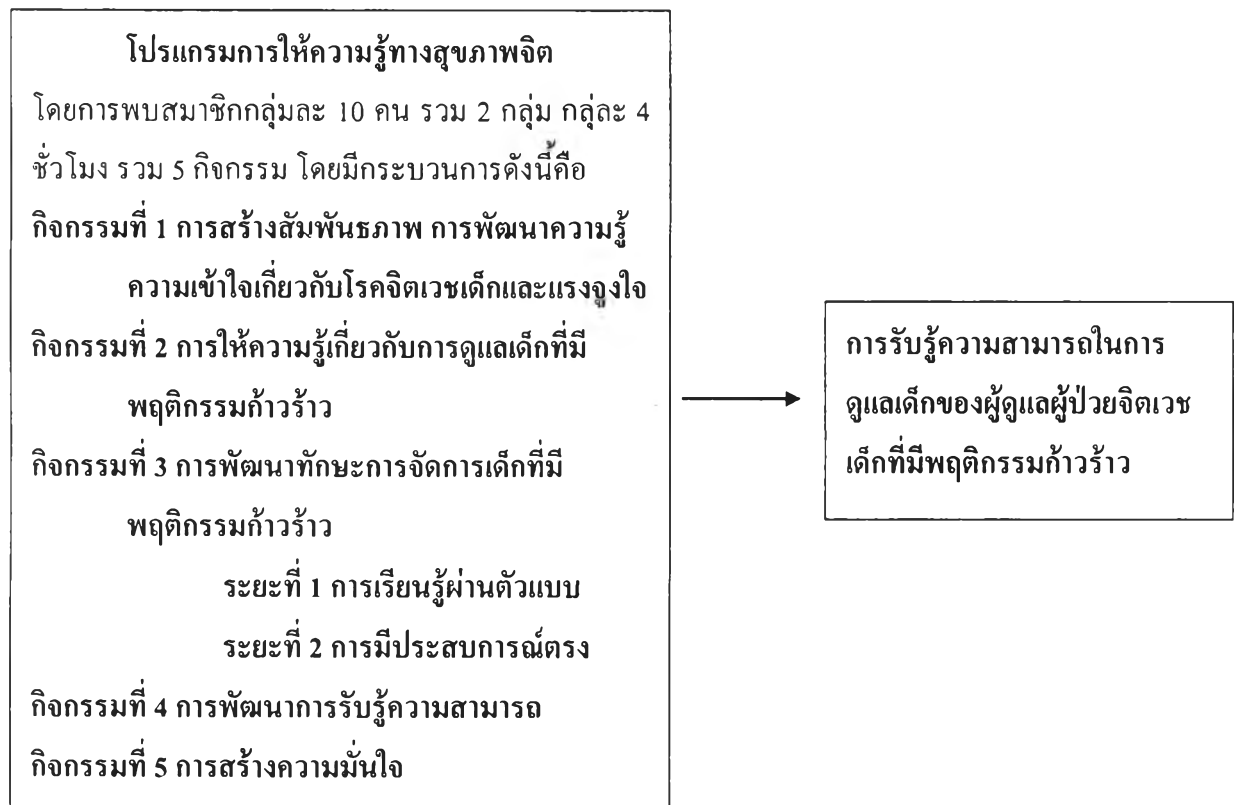 โปรแกรมการให้ความรู้ทางสุขภาพจิต
โดยการพบสมาชิกกลุ่มละ 10 คน รวม 2 กลุ่ม กลุ่ละ 4
ชั่วโมง รวม 5 กิจกรรม โดยมีกระบวนการดังนี้คือ
กิจกรรมที่ 1 การสร้างสัมพันธภาพ การพัฒนาความรู้
ความเข้าใจเกี่ยวกับโรคจิตเวชเด็กและแรงจูงใจ
กิจกรรมที่ 2 การให้ความรู้เกี่ยวกับการดูแลเด็กที่มี
พฤติกรรมก้าวร้าว
กิจกรรมที่ 3 การพัฒนาทักษะการจัดการเด็กที่มี
พฤติกรรมก้าวร้าว
ระยะที่ 1 การเรียนรู้ผ่านตัวแบบ
ระยะที่ 2 การมีประสบการณ์ตรง
กิจกรรมที่ 4 การพัฒนาการรับรู้ความสามารถ
กิจกรรมที่ 5 การสร้างความมั่นใจ
การรับรู้ความสามารถในการ
ดูแลเด็กของผู้ดูแลผู้ป่วยจิตเวช
เด็กที่มีพฤติกรรมก้าวร้าว